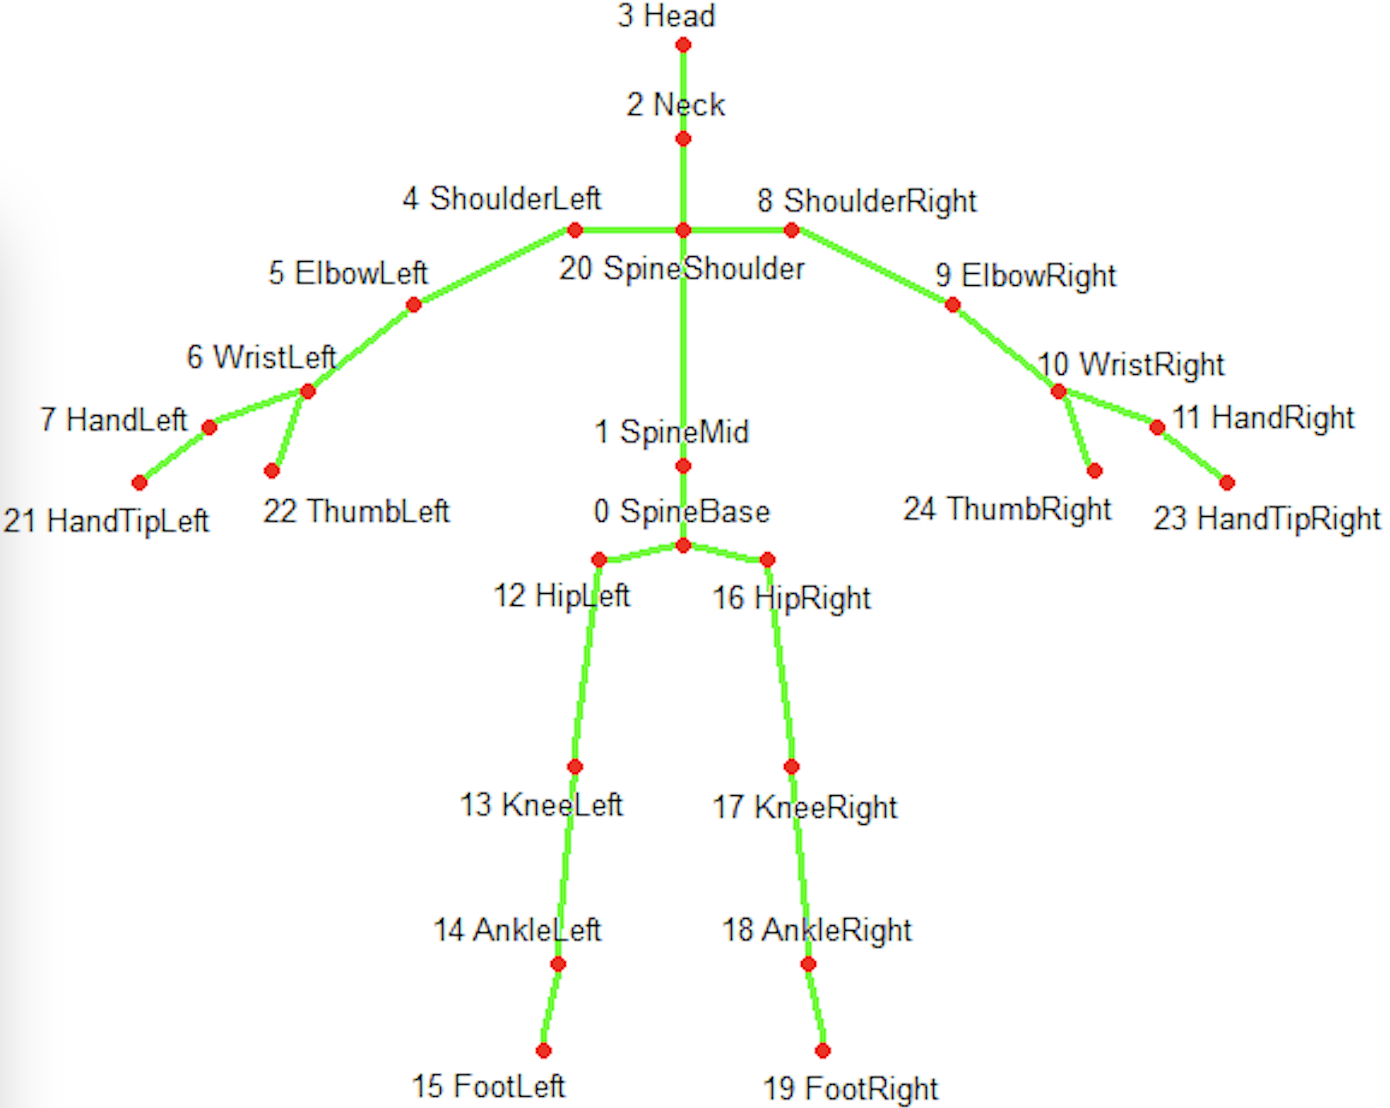 3 Head
2 Neck
4 ShoulderLeft
8 ShoulderRight
20 SpineShoulder
5 ElbowLeft
9 ElbowRight
6 WristLeft
10 WristRight
7 HandLeft
11 HandRight
1 SpineMid
21 HandTipLeft
22 ThumbLeft
0 SpineBase
24 ThumbRight
23 HandTipRight
12 HipLeft
16 HipRight
13 KneeLeft
17 KneeRight
14 AnkleLeft
18 AnkleRight
15 FootLeft
19 FootRight